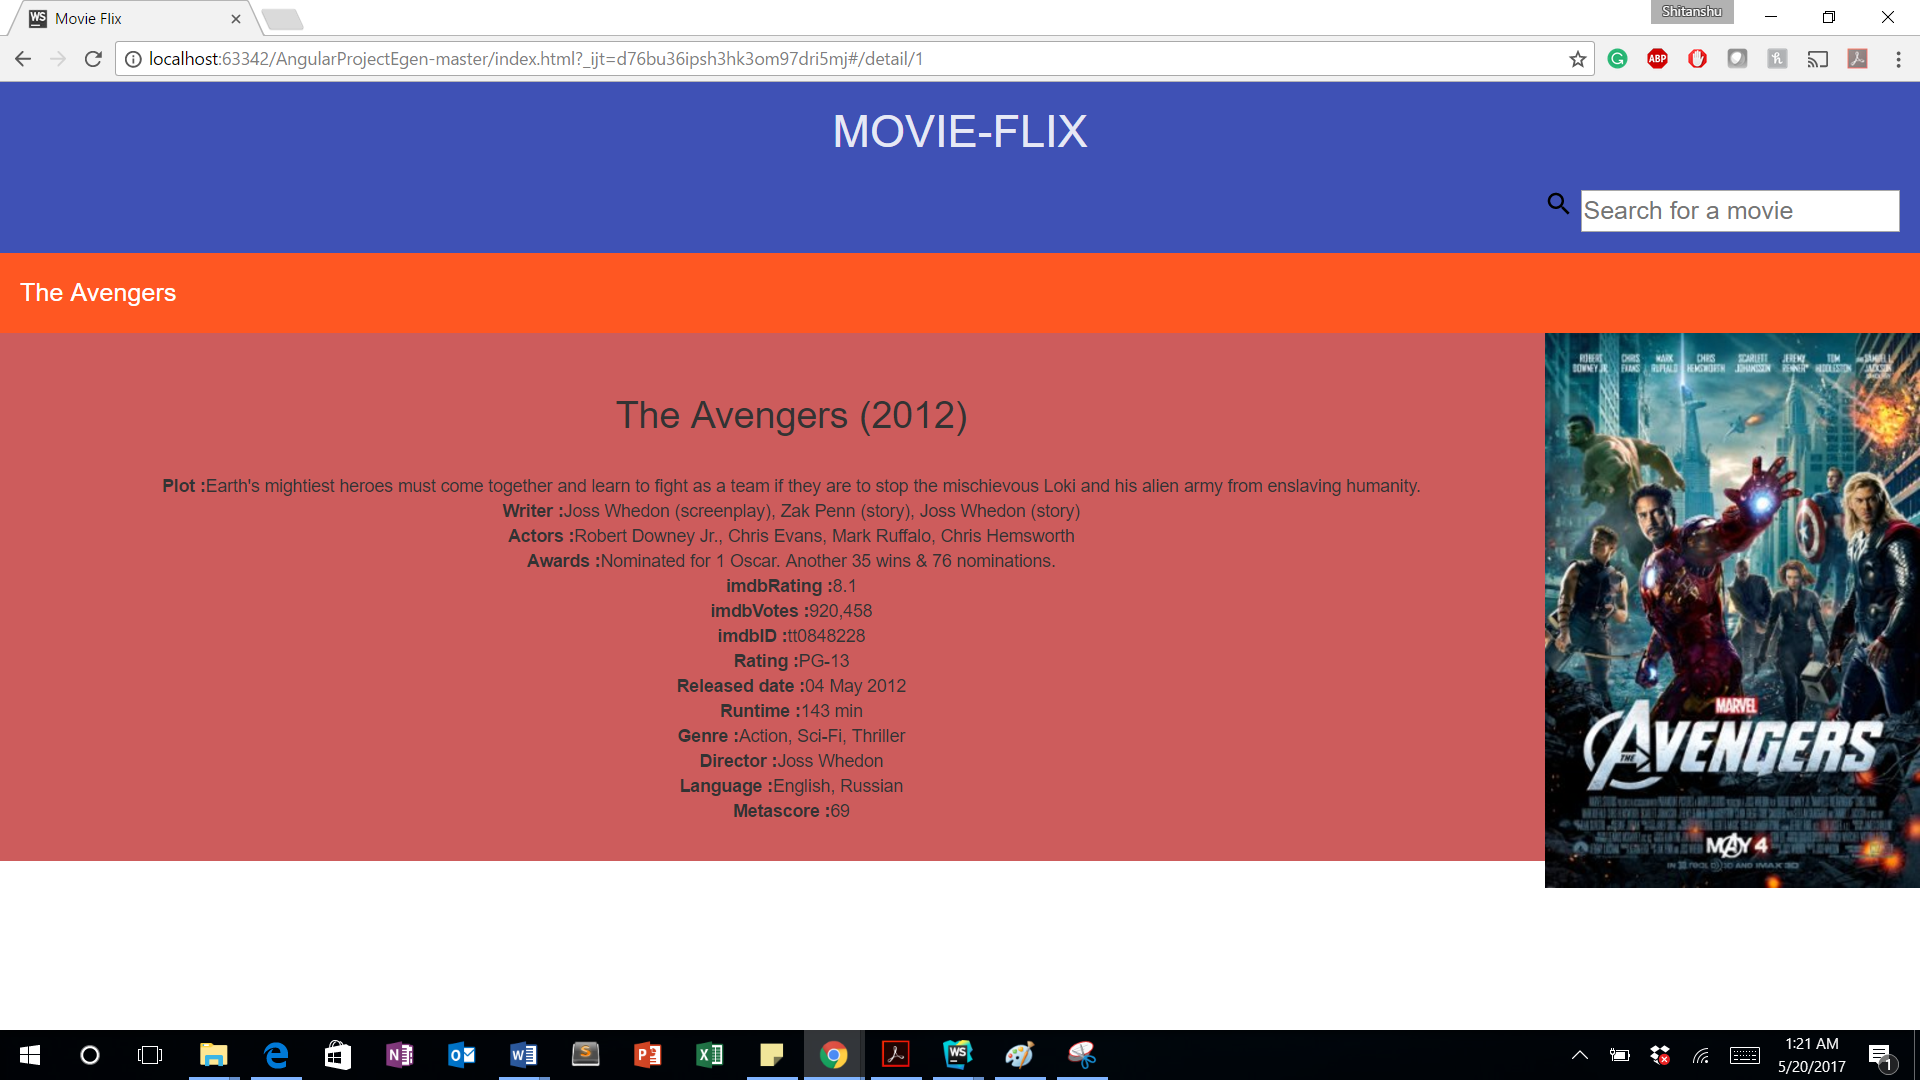 Movie Flix
Shitanshu
localhost:63342/AngularProjectEgen-master/index.html?_ijt=d76bu36ipsh3hk3om97dri5mj#/detail/1
MOVIE-FLIX
Search for a movie
The Avengers
The Avengers (2012)
Plot :Earth's mightiest heroes must come together and learn to fight as a team if they are to stop the mischievous Loki and his alien army from enslaving humanity.
Writer :Joss Whedon (screenplay), Zak Penn (story), Joss Whedon (story)
Actors :Robert Downey Jr., Chris Evans, Mark Ruffalo, Chris Hemsworth
Awards :Nominated for 1 Oscar. Another 35 wins & 76 nominations.
imdbRating :8.1
imdbVotes :920,458
imdbID :tt0848228
Rating :PG-13
Released date :04 May 2012
Runtime :143 min
Genre :Action, Sci-Fi, Thriller
Director :Joss Whedon
Language :English, Russian
Metascore :69
ROBERT DOWNEY JR. CHRIS EVANS MARK RUFFALO CHRIS HEMSWORTH SCARLETT JOHANSSON JEREMY RENNER TOM HIDDLESTON AND SAMUEL L. JACKSON
MARVEL
THE AVENGERS
MAY 4
1:21 AM
5/20/2017
1